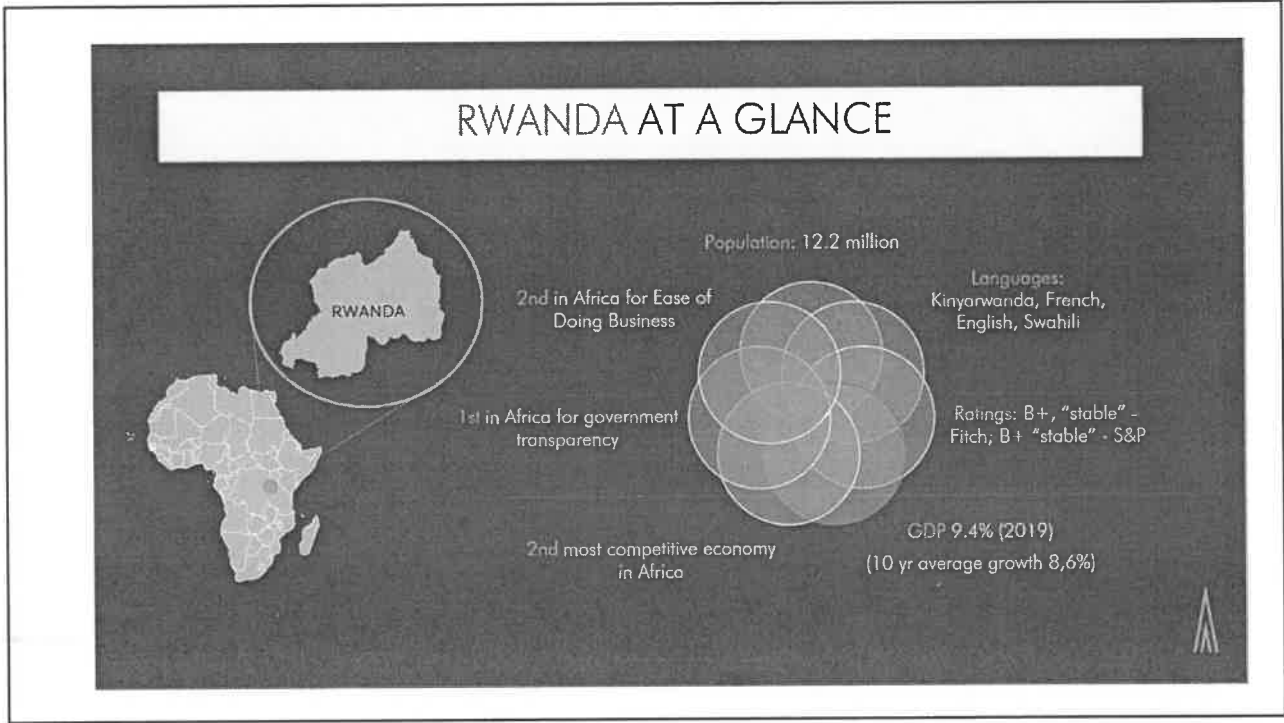 RWANDA AT A GLANCE
RWANDA
Population: 12.2 million
2nd in Africa for Ease of
Doing Business
Languages:
Kinyarwanda, French,
English, Swahili
1st in Africa for government
transparency
Ratings: B+, “stable” -
Fitch; B+ “stable” - S&P
2nd most competitive economy
in Africa
GDP 9.4% (2019)
(10 yr average growth 8,6%)